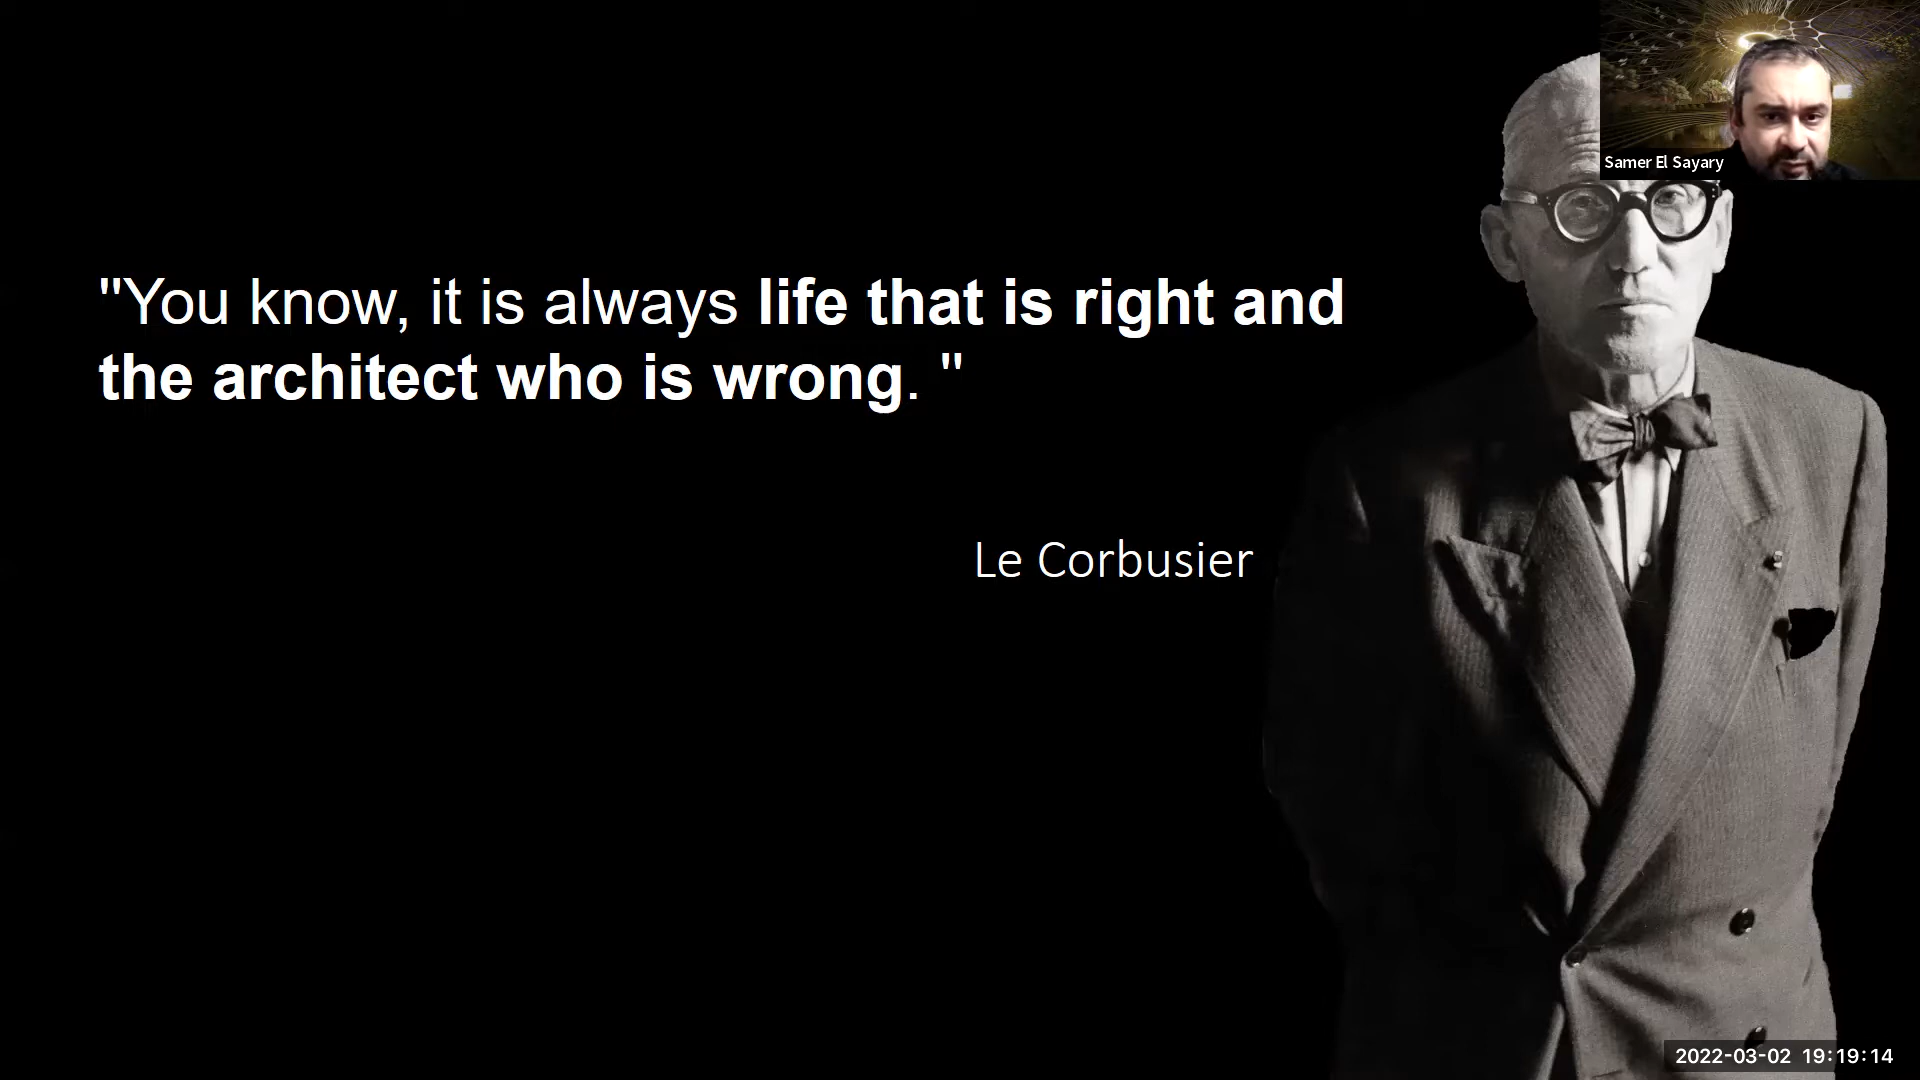 Samer El Sayary
"You know, it is always life that is right and
the architect who is wrong. "
Le Corbusier
2022-03-02 19:19:14